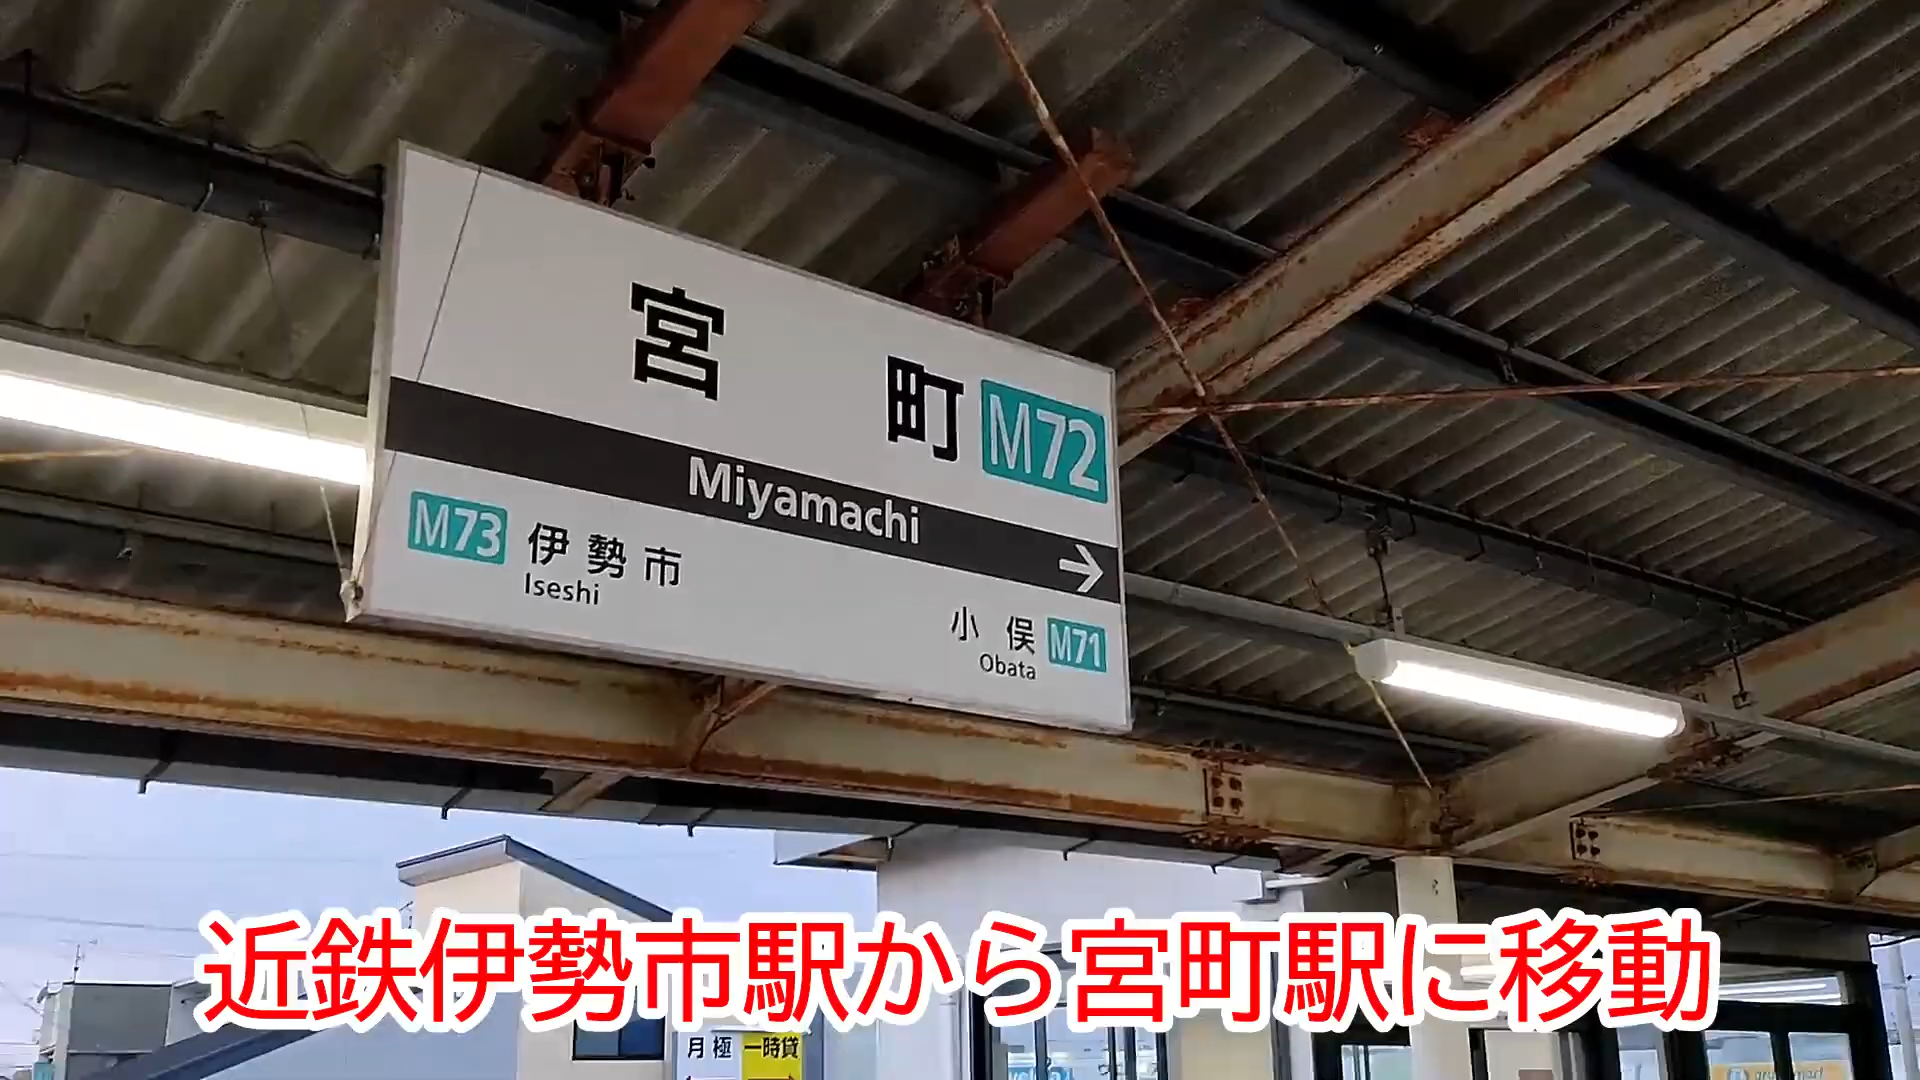 宮町 M72
Miyamachi →
M73 伊勢市
Iseshi
小俣 M71
Obata
近鉄伊勢市駅から宮町駅に移動
月極 一時貸